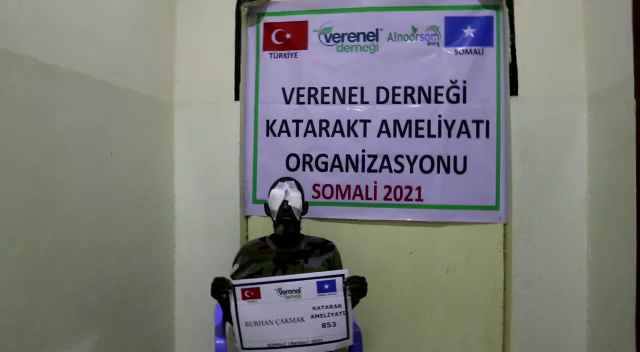 TÜRKİYE
verenel derneği
Alnoorsom
SOMALİ
VERENEL DERNEĞİ
KATARAKT AMELİYATI
ORGANİZASYONU
SOMALİ 2021
verenel
BURHAN ÇAKMAK
KATARAK
AMELİYATI
853